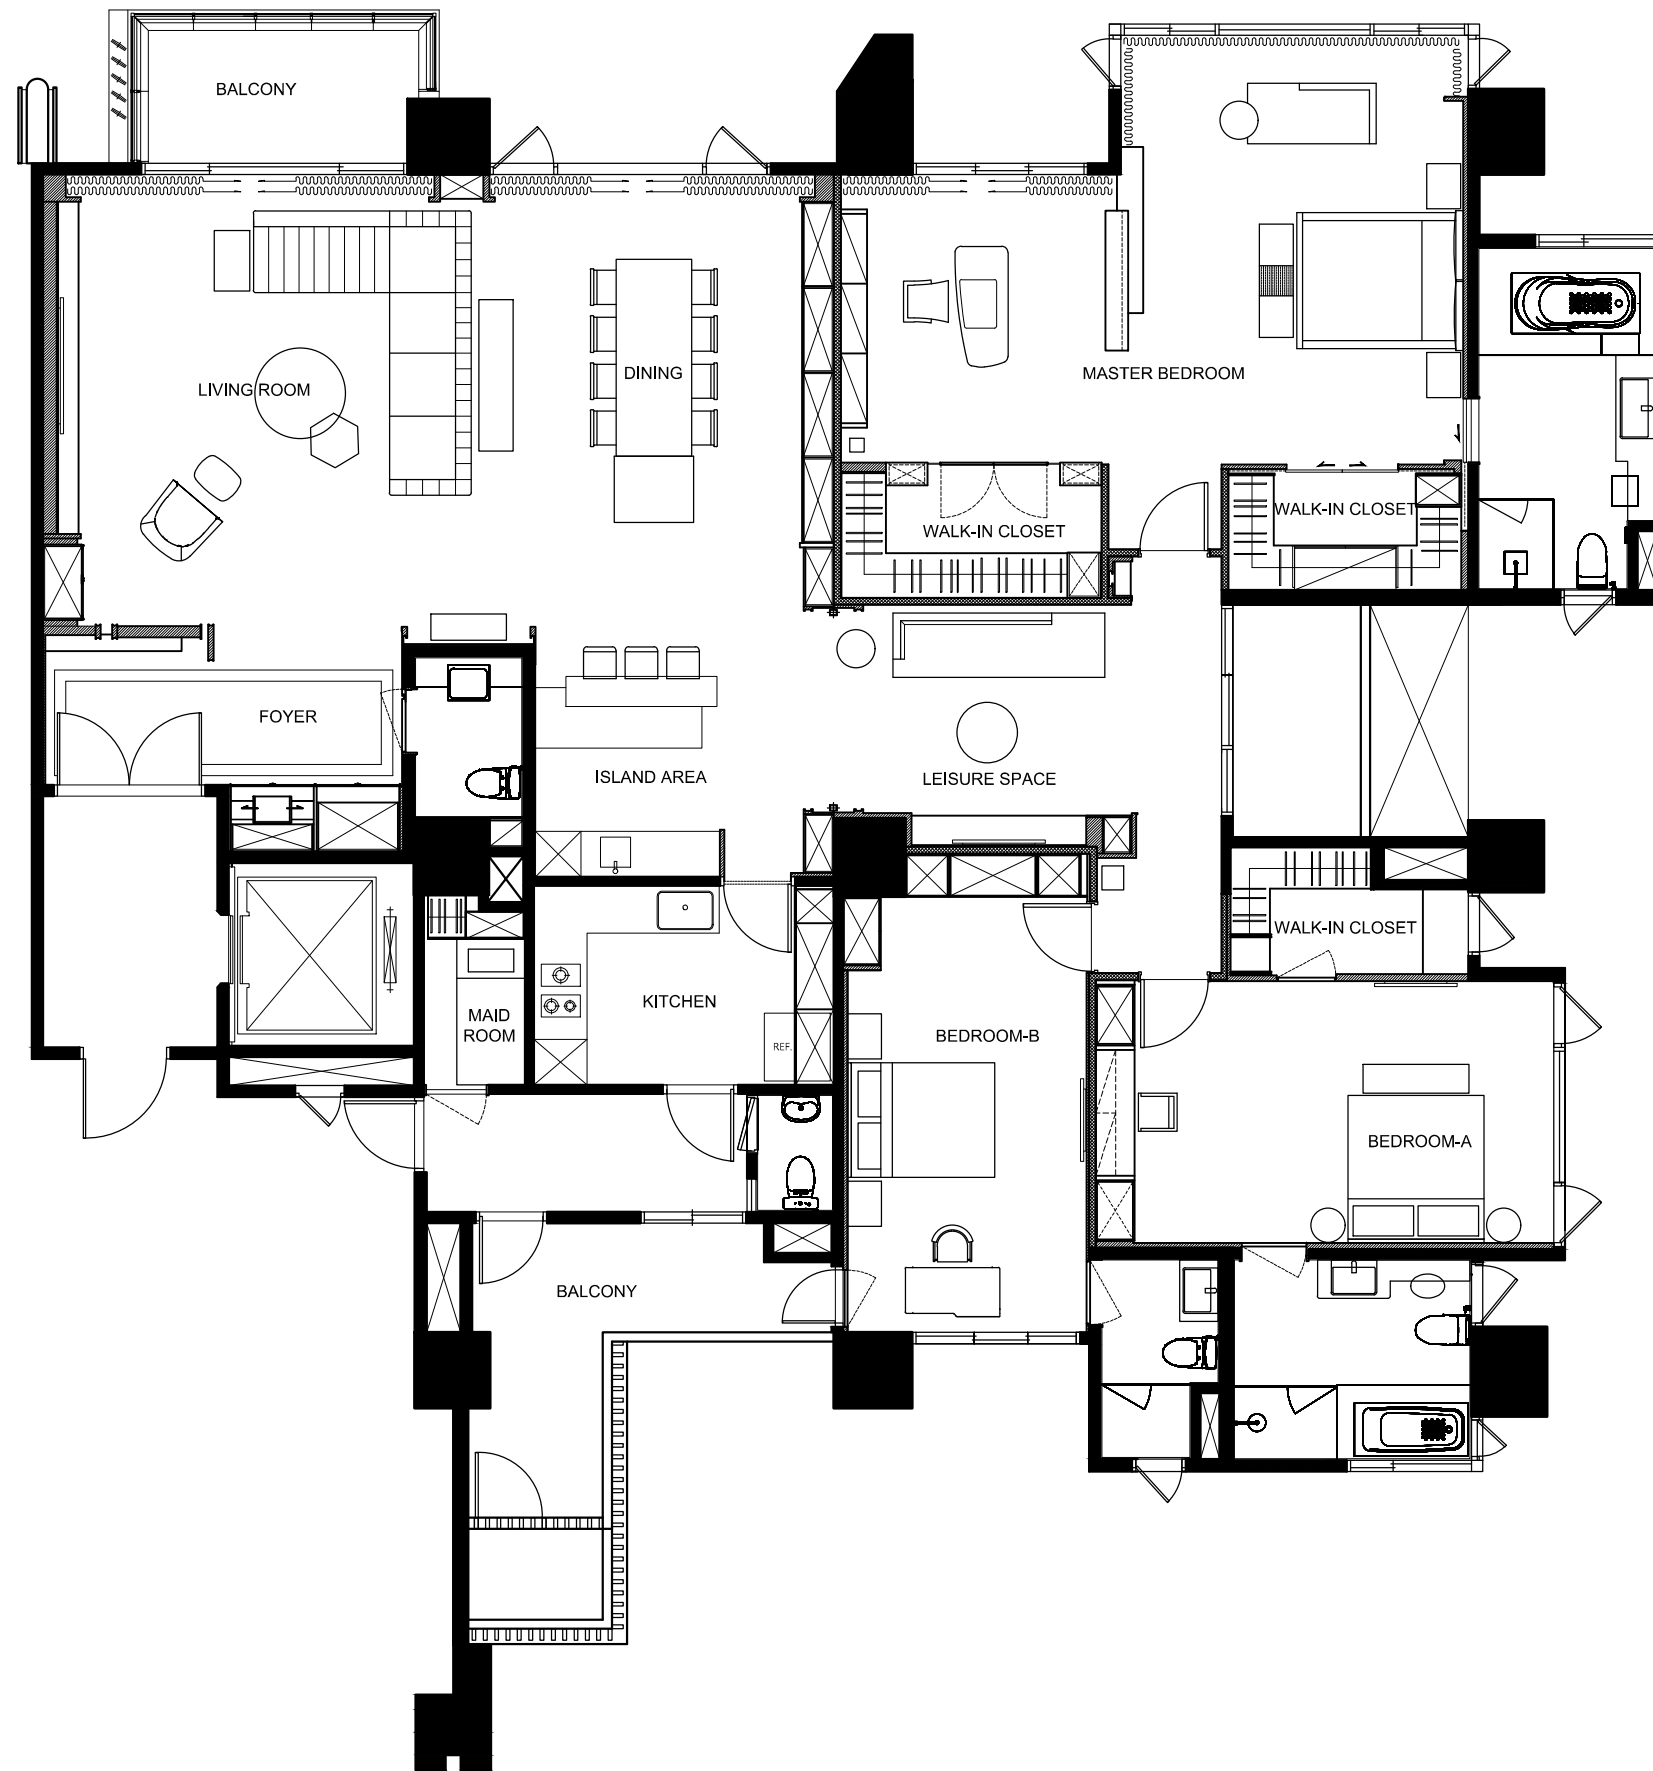 BALCONY
MASTER BEDROOM
DINING
LIVING ROOM
WALK-IN CLOSET
WALK-IN CLOSET
FOYER
ISLAND AREA
LEISURE SPACE
WALK-IN CLOSET
KITCHEN
MAID
ROOM
REF.
BEDROOM-B
BEDROOM-A
BALCONY